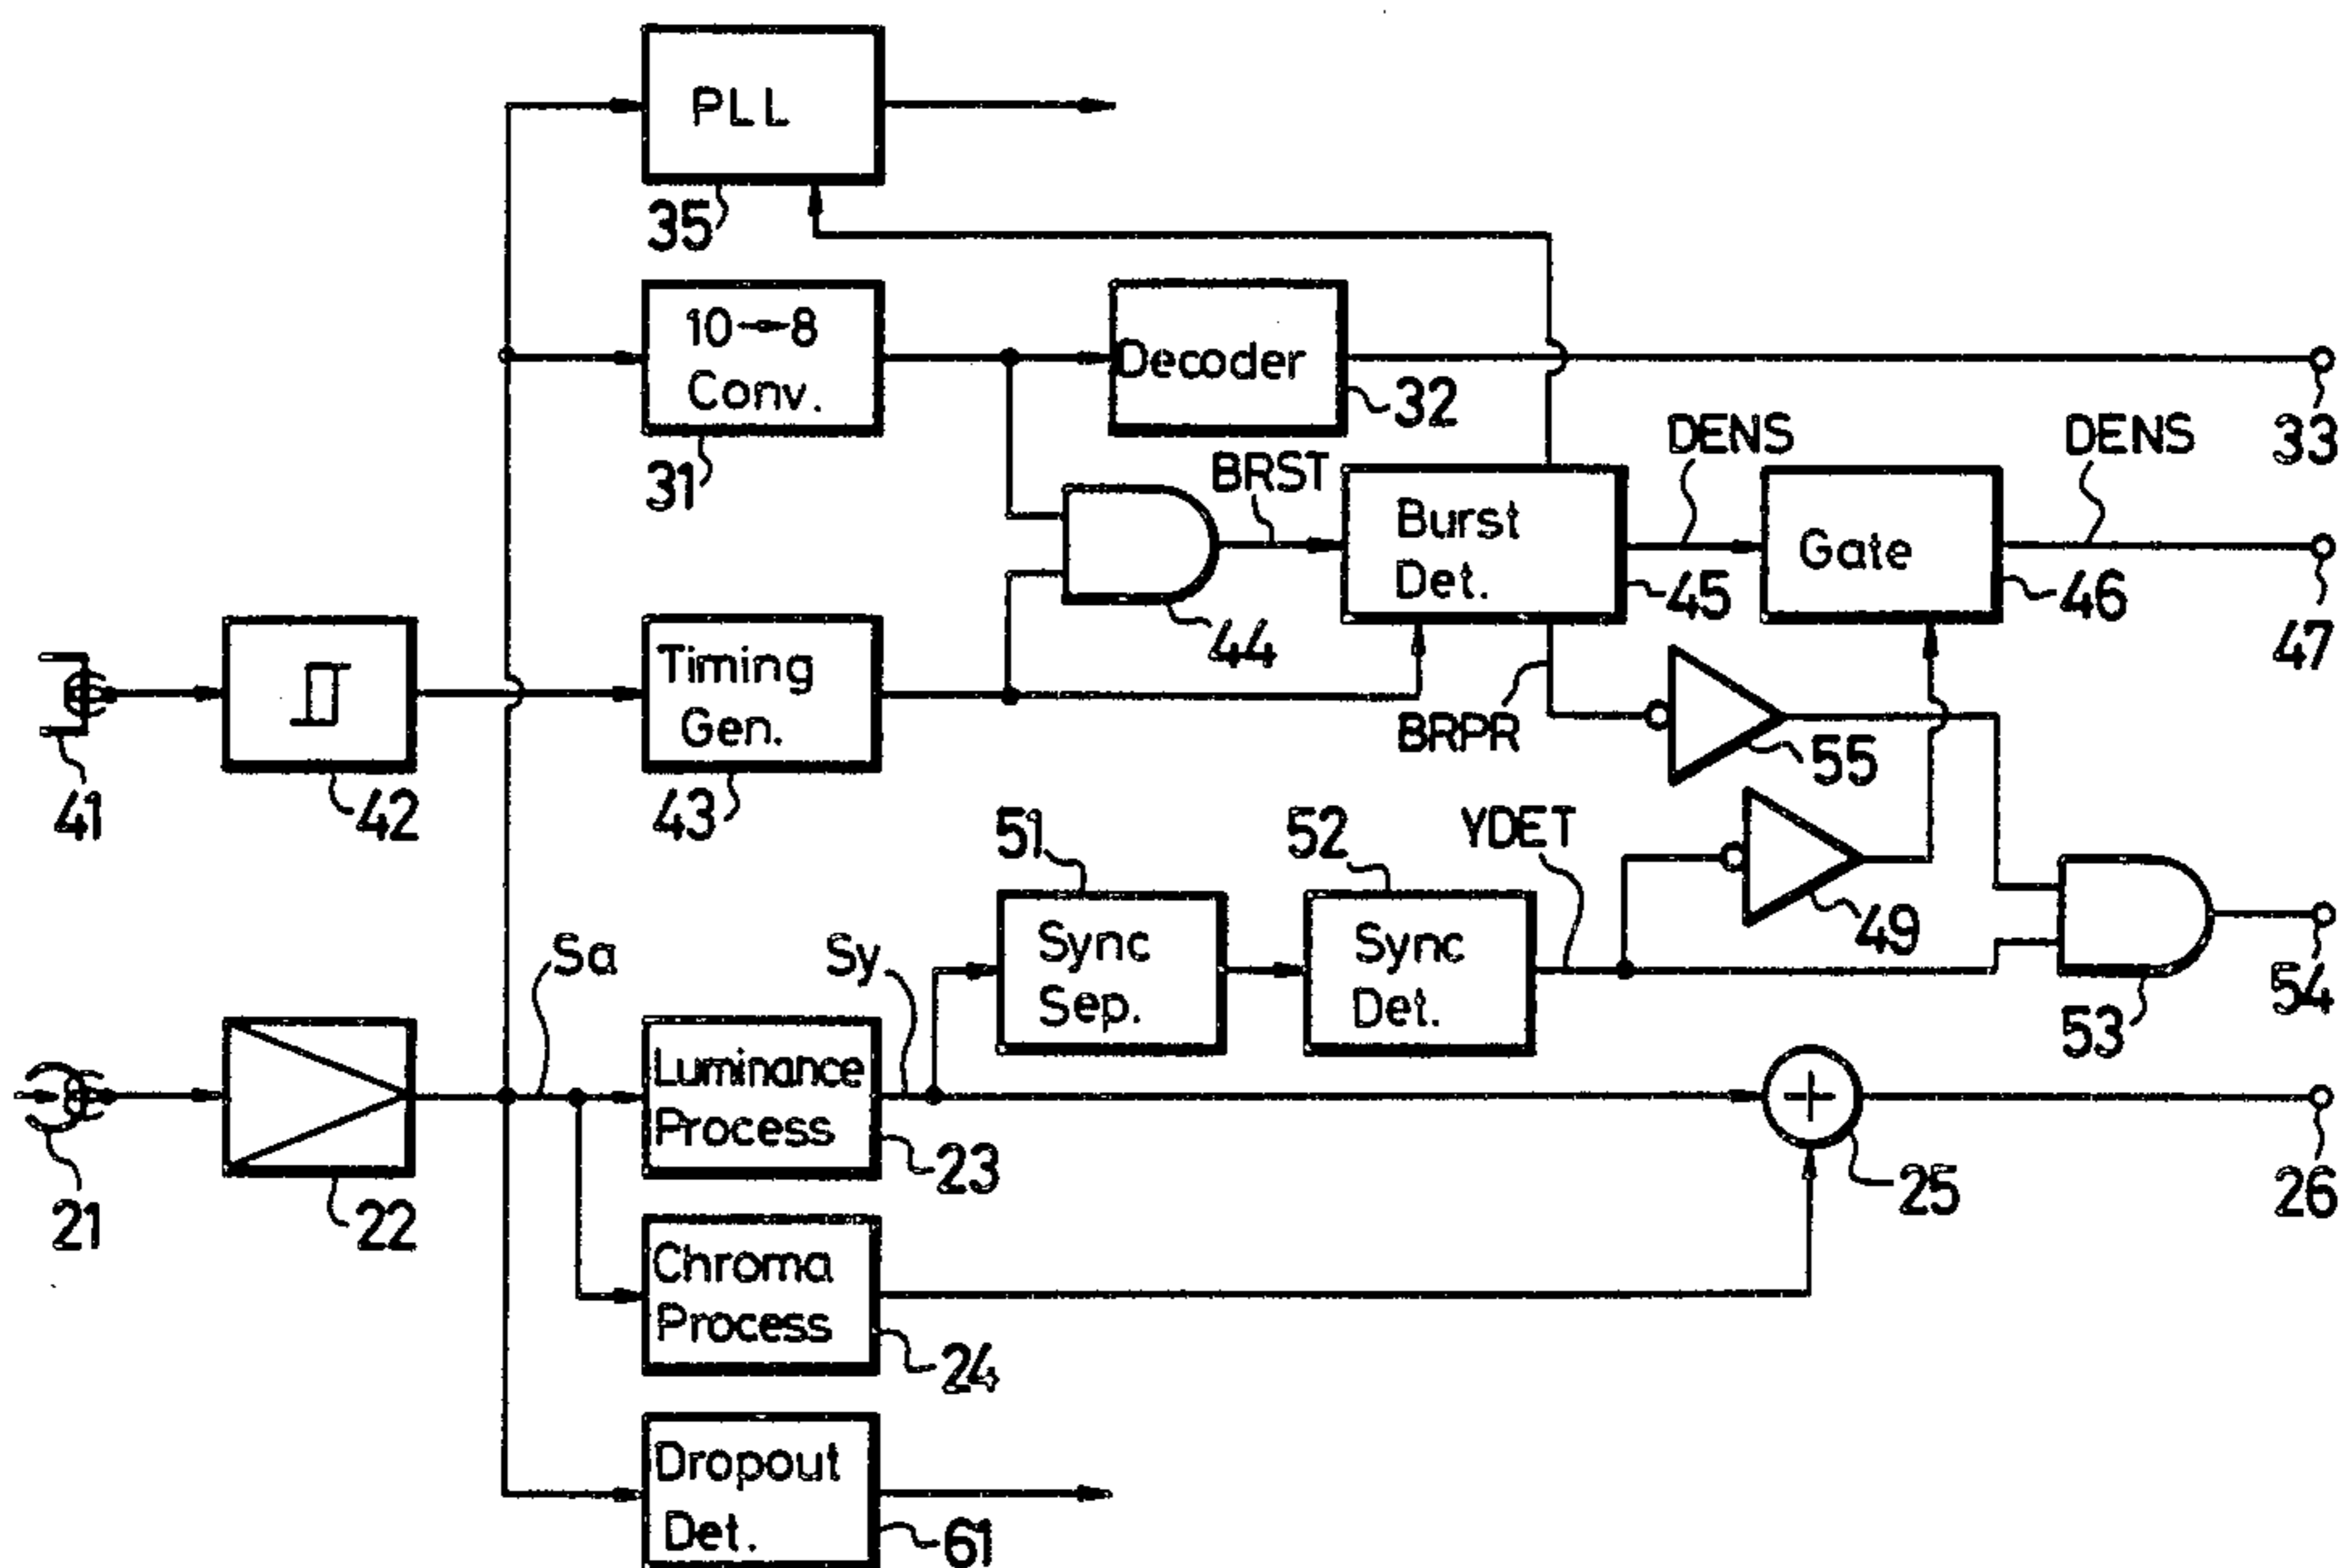 PLL
35
10→8
Conv.
31
Decoder
32
33
BRST
DENS
DENS
Burst
Det.
45
Gate
46
47
44
41
42
Timing
Gen.
43
BRPR
55
51
52
YDET
49
Sync
Sep.
Sync
Det.
53
54
Sa
Sy
21
22
Luminance
Process
23
+
25
26
Chroma
Process
24
Dropout
Det.
61